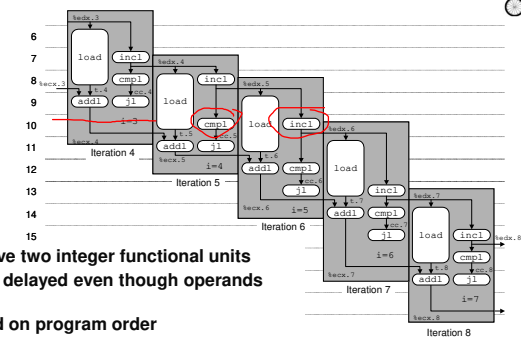 %edx.3
6
load
incl
7
%edx.4
cmpl
incl
8
%ecx.3
t.4
cc.4
load
%edx.5
addl
jl
9
i=3
cmpl
load
incl
10
%ecx.4
t.5
cc.5
%edx.6
addl
jl
11
Iteration 4
%ecx.5
t.6
load
i=4
addl
cmpl
12
Iteration 5
cc.6
jl
incl
13
%edx.7
%ecx.6
i=5
t.7
addl
cmpl
load
incl
14
Iteration 6
cc.7
jl
%edx.8
15
i=6
cmpl
ve two integer functional units
t.8
cc.8
delayed even though operands
%ecx.7
addl
jl
Iteration 7
i=7
d on program order
%ecx.8
Iteration 8